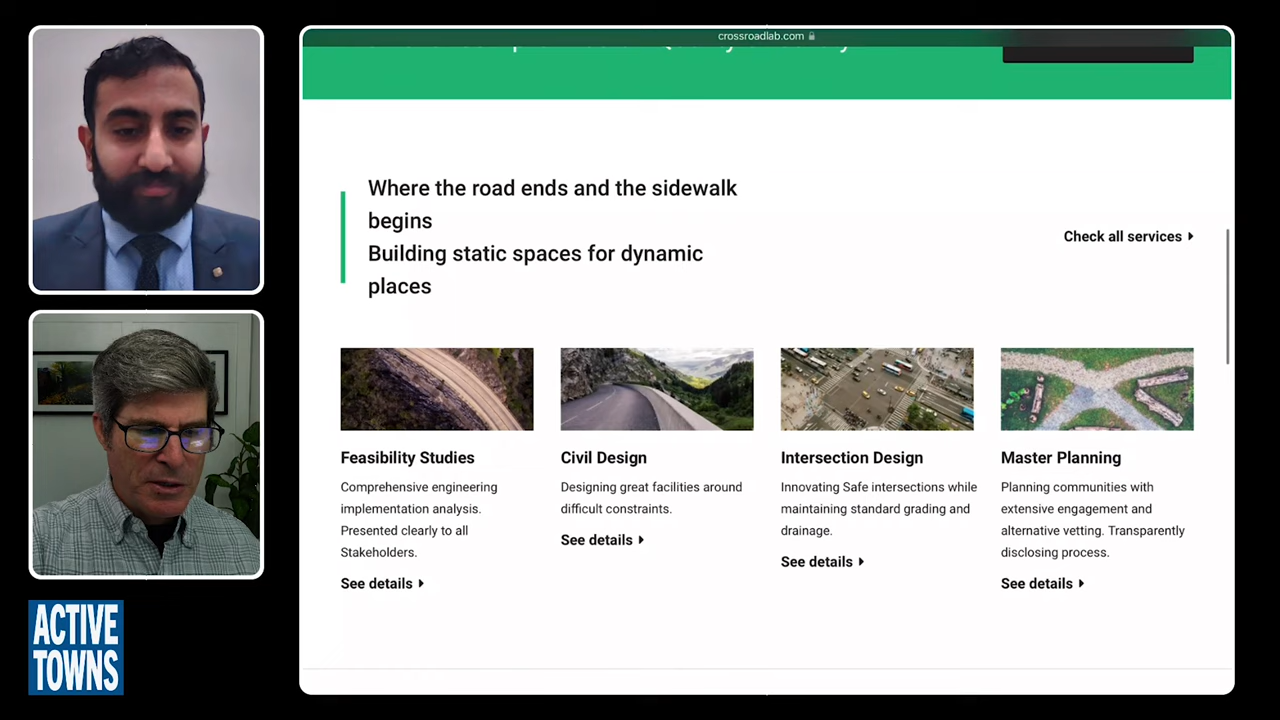 crossroadlab.com
Where the road ends and the sidewalk
begins
Building static spaces for dynamic
places
Check all services
Feasibility Studies
Comprehensive engineering
implementation analysis.
Presented clearly to all
Stakeholders.
See details
Civil Design
Designing great facilities around
difficult constraints.
See details
Intersection Design
Innovating Safe intersections while
maintaining standard grading and
drainage.
See details
Master Planning
Planning communities with
extensive engagement and
alternative vetting. Transparently
disclosing process.
See details
ACTIVE
TOWNS